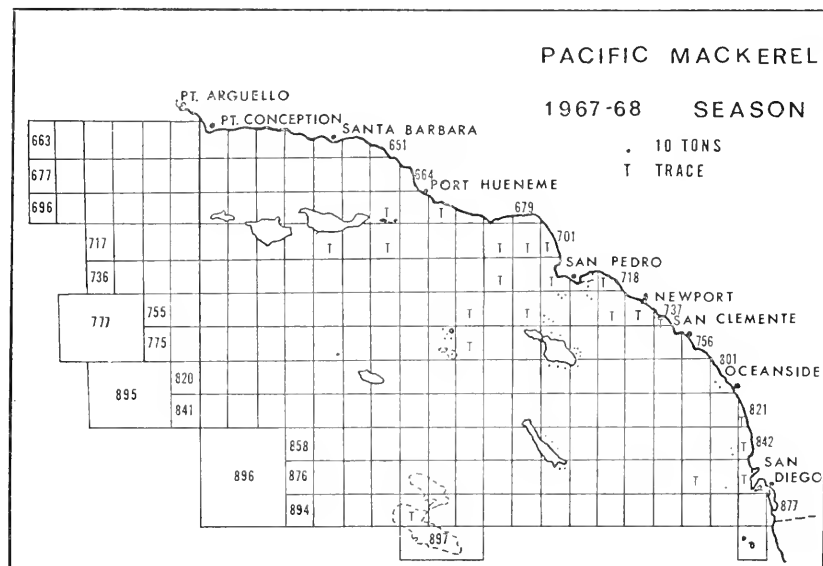 PACIFIC MACKEREL
1967-68 SEASON
. 10 TONS
T TRACE
PT. ARGUELLO
PT. CONCEPTION
SANTA BARBARA
663
651
677
664
PORT HUENEME
696
T T
679
717
T T T T T
701
SAN PEDRO
736
T T T
718
NEWPORT
777
755
T T T T
737
T
SAN CLEMENTE
775
T
756
801
OCEANSIDE
895
820
841
T
821
858
T
842
SAN DIEGO
896
876
T T
877
894
T
897